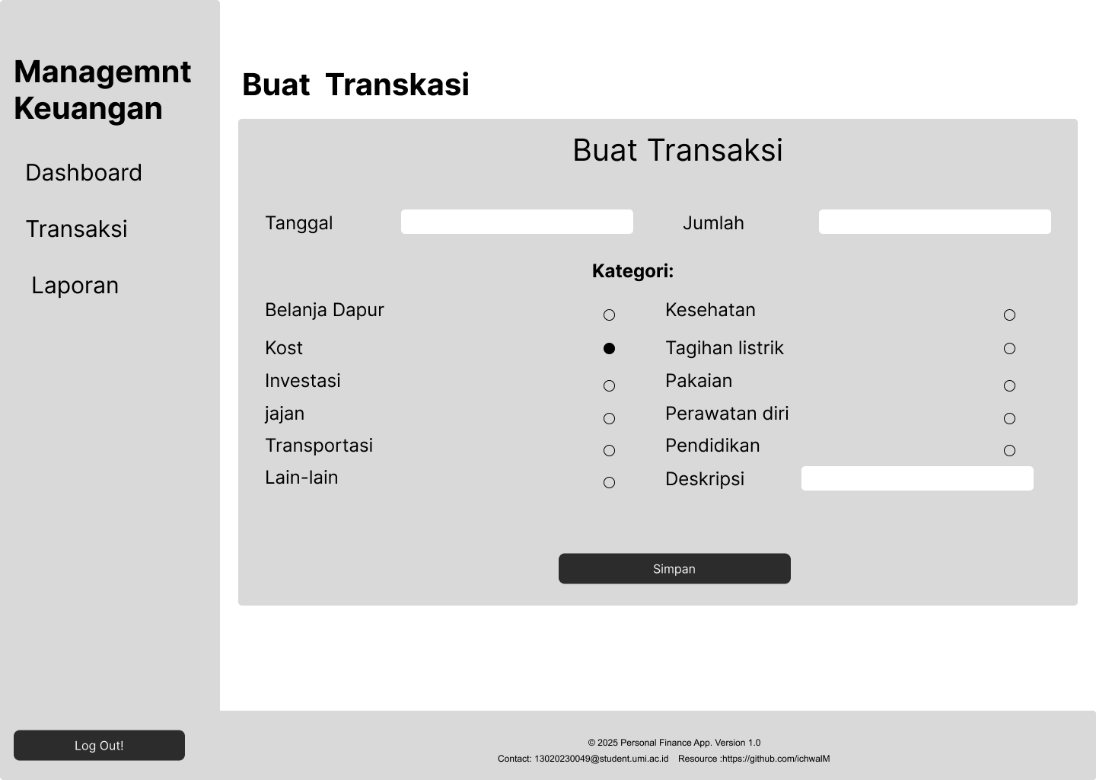 Managemnt
Keuangan
Dashboard
Transaksi
Laporan
Log Out!
Buat Transkasi
Buat Transaksi
Tanggal
Jumlah
Kategori:
Belanja Dapur
Kesehatan
Kost
Tagihan listrik
Investasi
Pakaian
jajan
Perawatan diri
Transportasi
Pendidikan
Lain-lain
Deskripsi
Simpan
© 2025 Personal Finance App. Version 1.0
Contact: 13020230049@student.umi.ac.id Resource :https://github.com/ichwalM